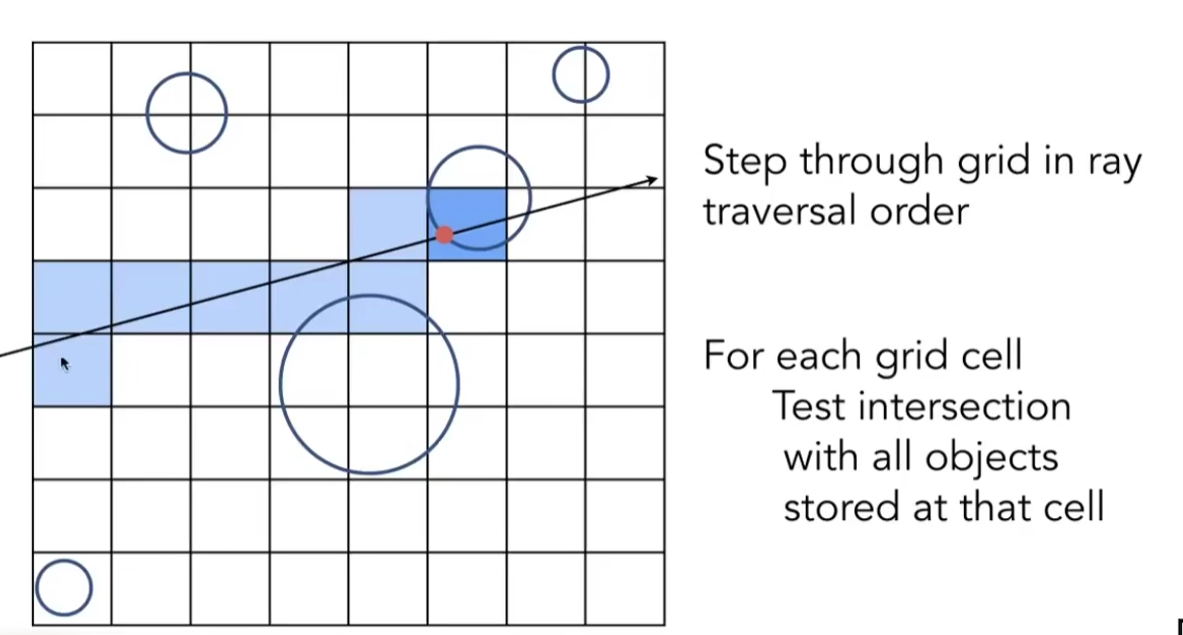 Step through grid in ray
traversal order
For each grid cell
Test intersection
with all objects
stored at that cell